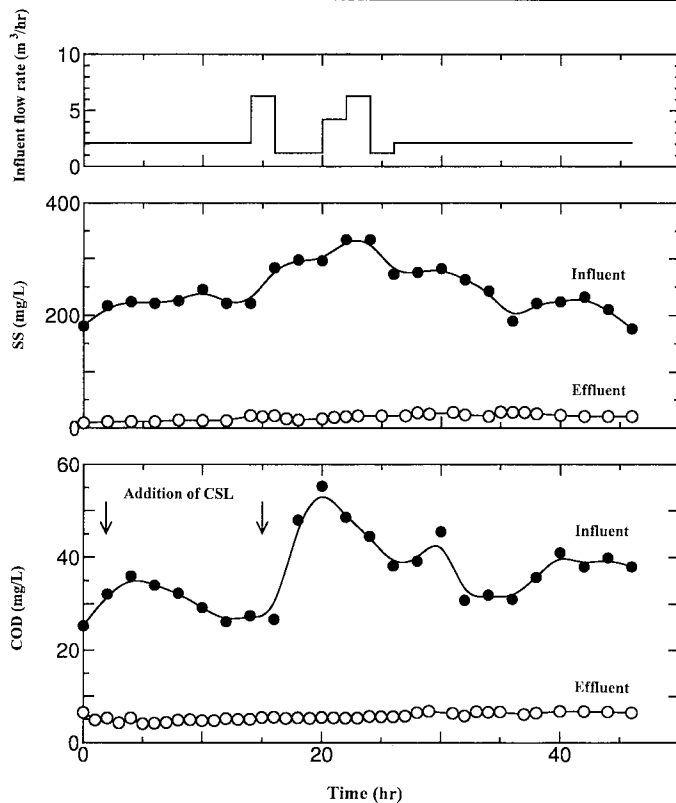 Influent flow rate (m³/hr)
10
5
0
SS (mg/L)
400
200
0
Influent
Effluent
COD (mg/L)
60
40
20
0
Addition of CSL
Influent
Effluent
0
20
40
Time (hr)